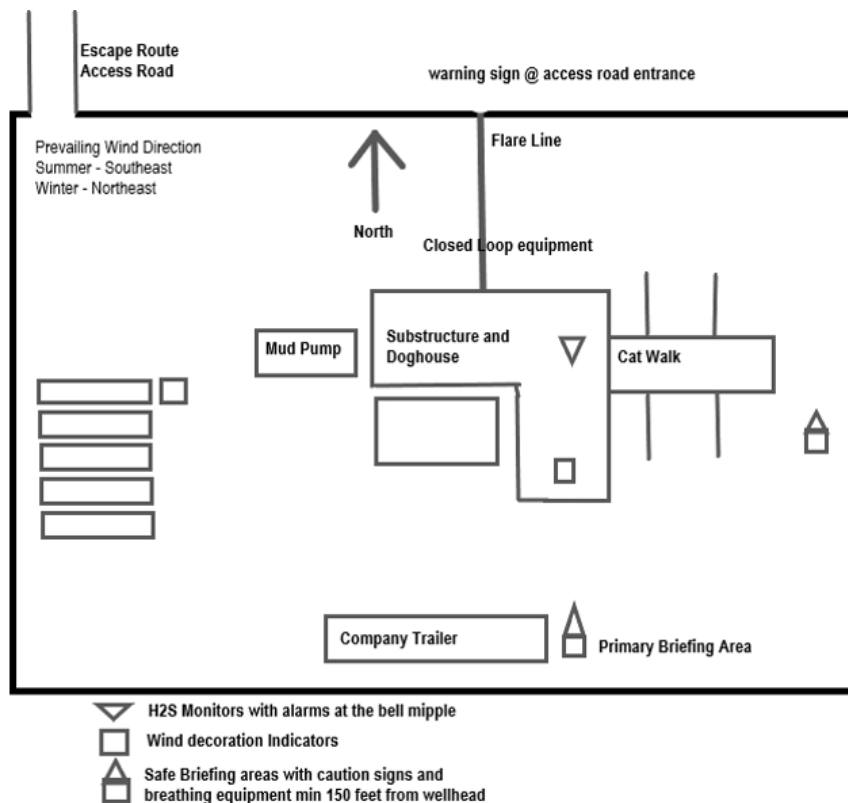 Escape Route
Access Road
warning sign @ access road entrance
Prevailing Wind Direction
Summer - Southeast
Winter - Northeast
Flare Line
North
Closed Loop equipment
Mud Pump
Substructure and
Doghouse
Cat Walk
Company Trailer
Primary Briefing Area
H2S Monitors with alarms at the bell mipple
Wind decoration Indicators
Safe Briefing areas with caution signs and
breathing equipment min 150 feet from wellhead